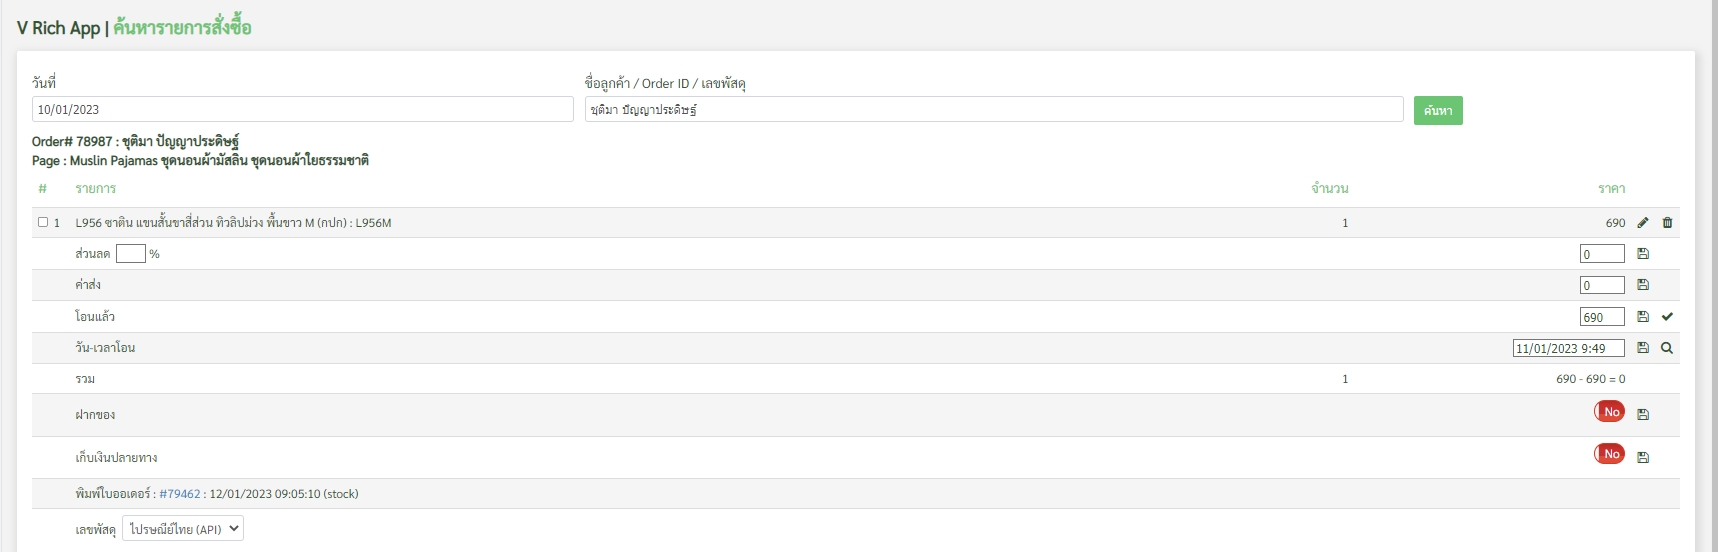 V Rich App | ค้นหารายการสั่งซื้อ
วันที่ ชื่อลูกค้า / Order ID / เลขพัสดุ
10/01/2023 ชุติมา ปัญญาประดิษฐ์ ค้นหา
Order# 78987 : ชุติมา ปัญญาประดิษฐ์
Page : Muslin Pajamas ชุดนอนผ้ามัสลิน ชุดนอนผ้าใยธรรมชาติ
# รายการ จำนวน ราคา
1 L956 ซาติน แขนสั้นขาสี่ส่วน ทิวลิปม่วง พื้นขาว M (กปก) : L956M 1 690
ส่วนลด % 0
ค่าส่ง 0
โอนแล้ว 690
วัน-เวลาโอน 11/01/2023 9:49
รวม 1 690 - 690 = 0
ฝากของ No
เก็บเงินปลายทาง No
พิมพ์ใบออเดอร์ : #79462 : 12/01/2023 09:05:10 (stock)
เลขพัสดุ ไปรษณีย์ไทย (API)